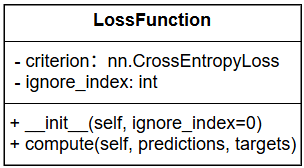 LossFunction
- criterion：nn.CrossEntropyLoss
- ignore_index: int
+ __init__(self, ignore_index=0)
+ compute(self, predictions, targets)